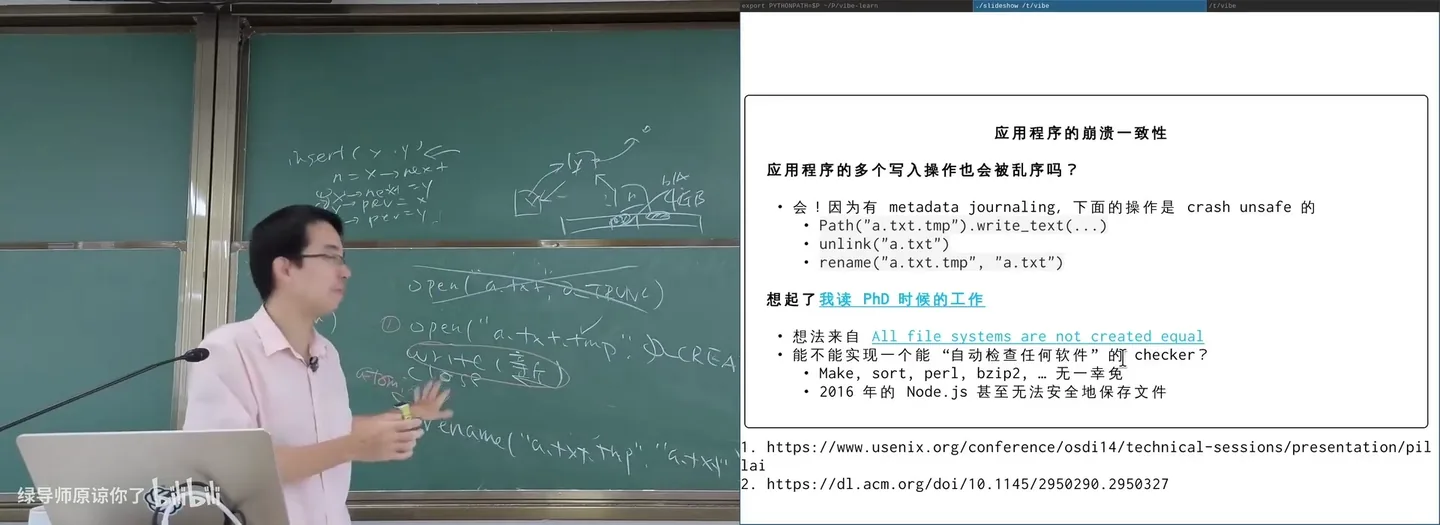 insert(x, y)
n = x → next
open("a.txt, O_TRUNC)
① open("a.txt.tmp". O_CREA
write(
close
atom
rename("a.txt.tmp". "a.txt"
4GB
绿导师原谅你了 bilibili
export PYTHONPATH=$P ~/P/vibe-learn
./slideshow /t/vibe
/t/vibe
应用程序的崩溃一致性
应用程序的多个写入操作也会被乱序吗？
• 会！因为有 metadata journaling, 下面的操作是 crash unsafe 的
• Path("a.txt.tmp").write_text(...)
• unlink("a.txt")
• rename("a.txt.tmp", "a.txt")
想起了我读 PhD 时候的工作
• 想法来自 All file systems are not created equal
• 能不能实现一个能 “自动检查任何软件” 的 checker？
• Make, sort, perl, bzip2, … 无一幸免
• 2016 年的 Node.js 甚至无法安全地保存文件
1. https://www.usenix.org/conference/osdi14/technical-sessions/presentation/pil
lai
2. https://dl.acm.org/doi/10.1145/2950290.2950327